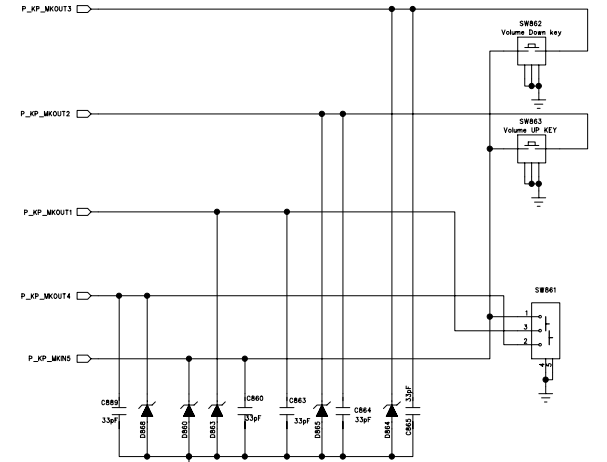 P_KP_MKOUT3
SW862
Volume Down key
P_KP_MKOUT2
SW863
Volume UP KEY
P_KP_MKOUT1
P_KP_MKOUT4
SW861
1
3
2
4
5
P_KP_MKIN5
C889
33pF
D868
D860
D863
C860
33pF
C863
33pF
D865
C864
33pF
D864
33pF
C865